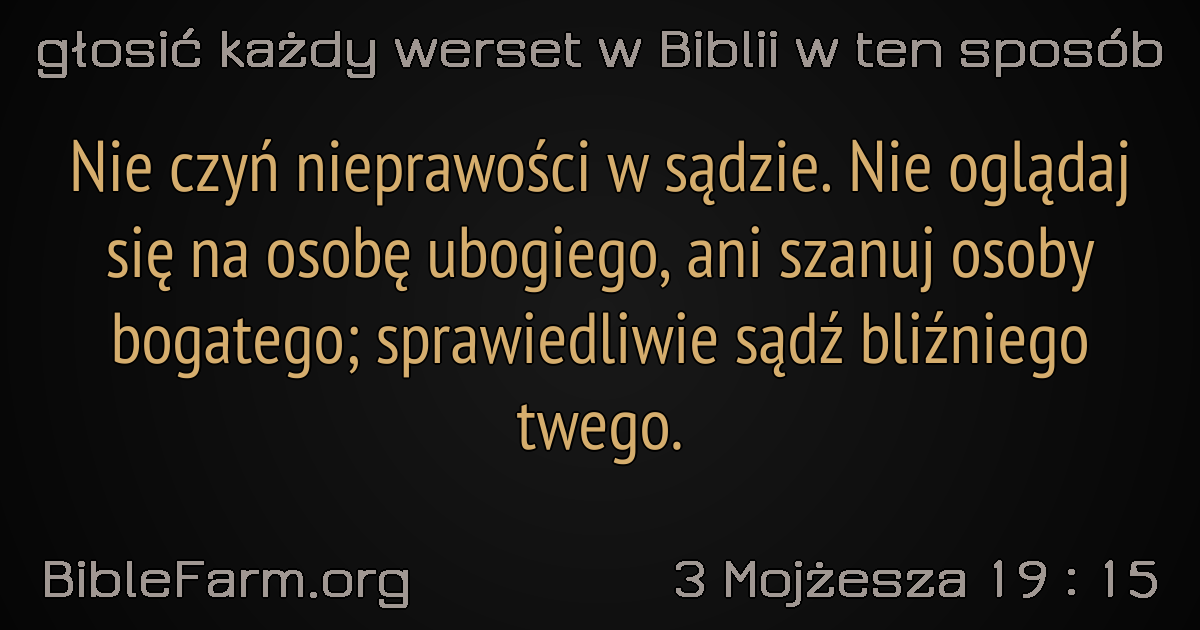 głosić każdy werset w Biblii w ten sposób
Nie czyń nieprawości w sądzie. Nie oglądaj
się na osobę ubogiego, ani szanuj osoby
bogatego; sprawiedliwie sądź bliźniego
twego.
BibleFarm.org
3 Mojżesza 19 : 15